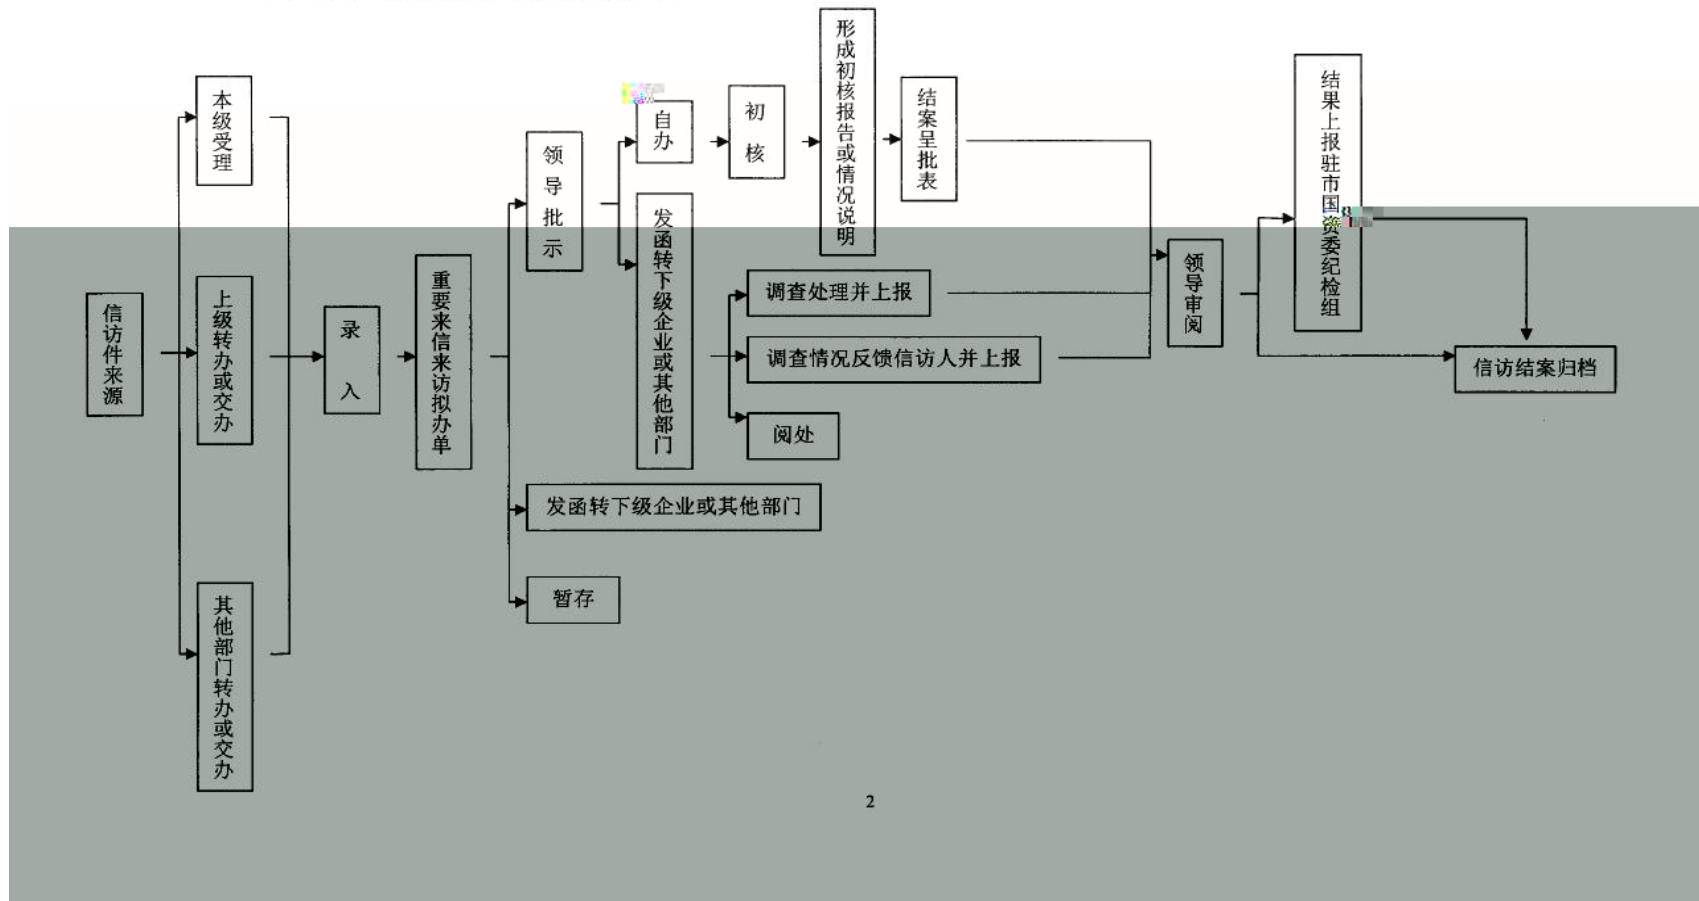 信访件来源
本级受理
上级转办或交办
其他部门转办或交办
录入
重要来信来访拟办单
领导批示
自办
初核
形成初核报告或情况说明
结案呈批表
发函转下级企业或其他部门
调查处理并上报
调查情况反馈信访人并上报
阅处
发函转下级企业或其他部门
暂存
领导审阅
结果上报驻市国资委纪检组
信访结案归档
2